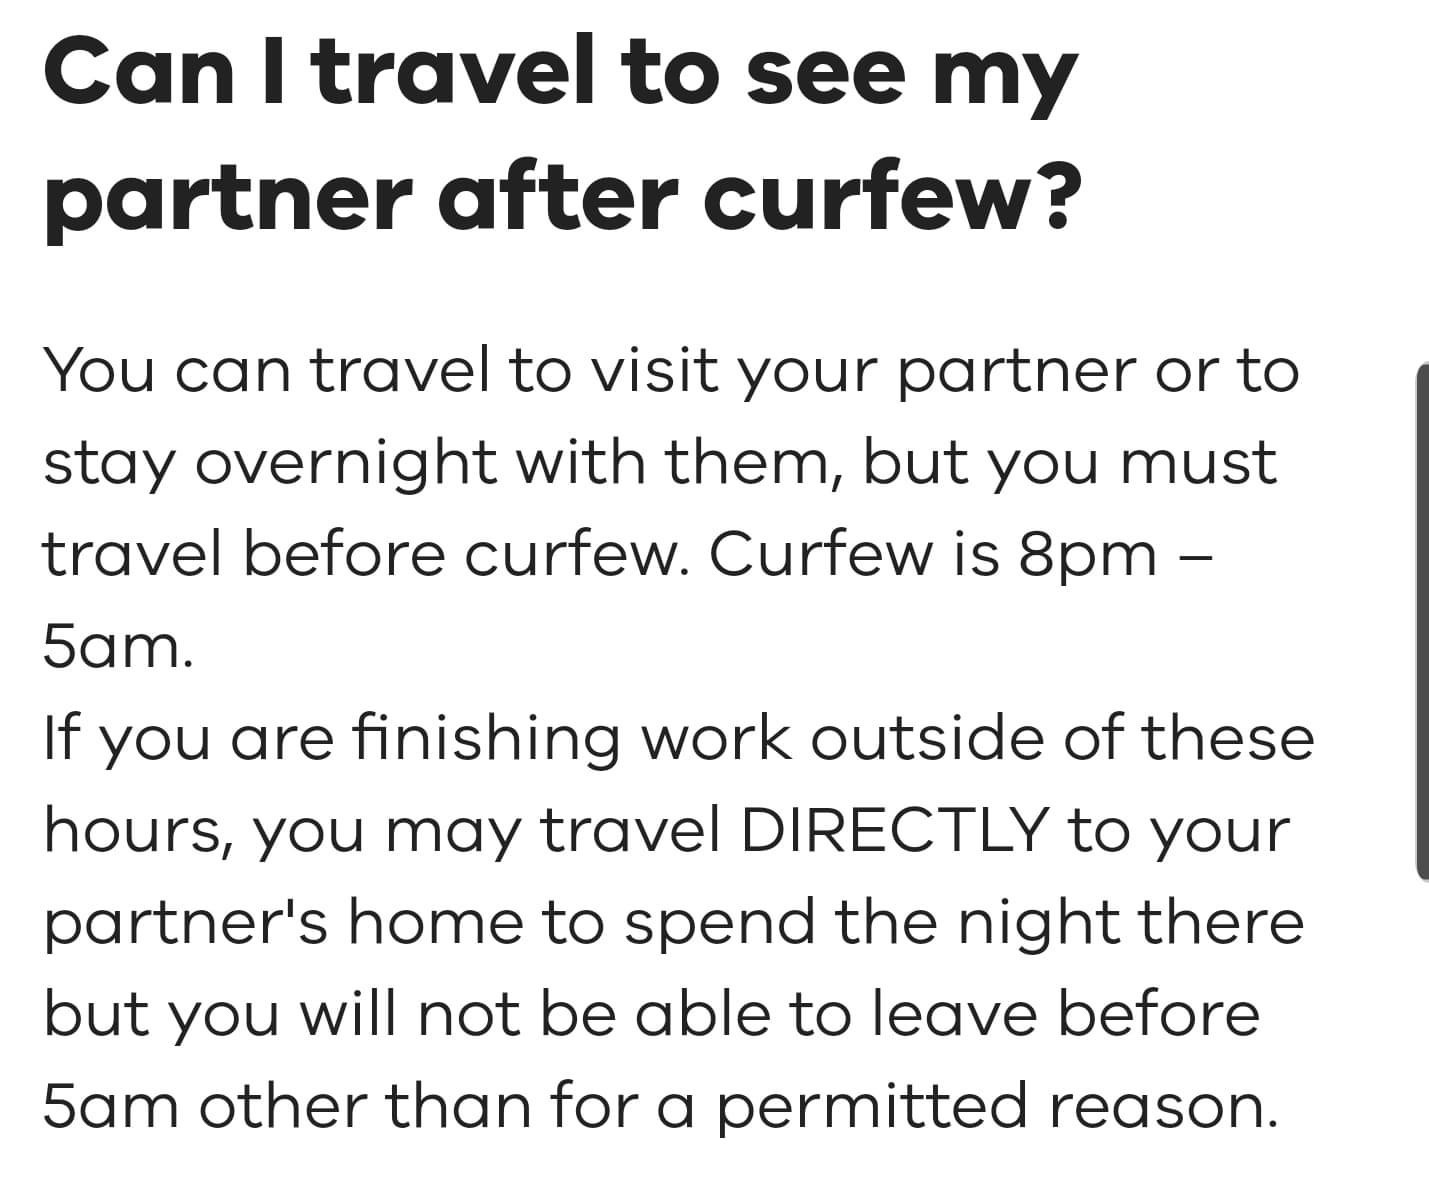 Can I travel to see my
partner after curfew?
You can travel to visit your partner or to
stay overnight with them, but you must
travel before curfew. Curfew is 8pm –
5am.
If you are finishing work outside of these
hours, you may travel DIRECTLY to your
partner's home to spend the night there
but you will not be able to leave before
5am other than for a permitted reason.